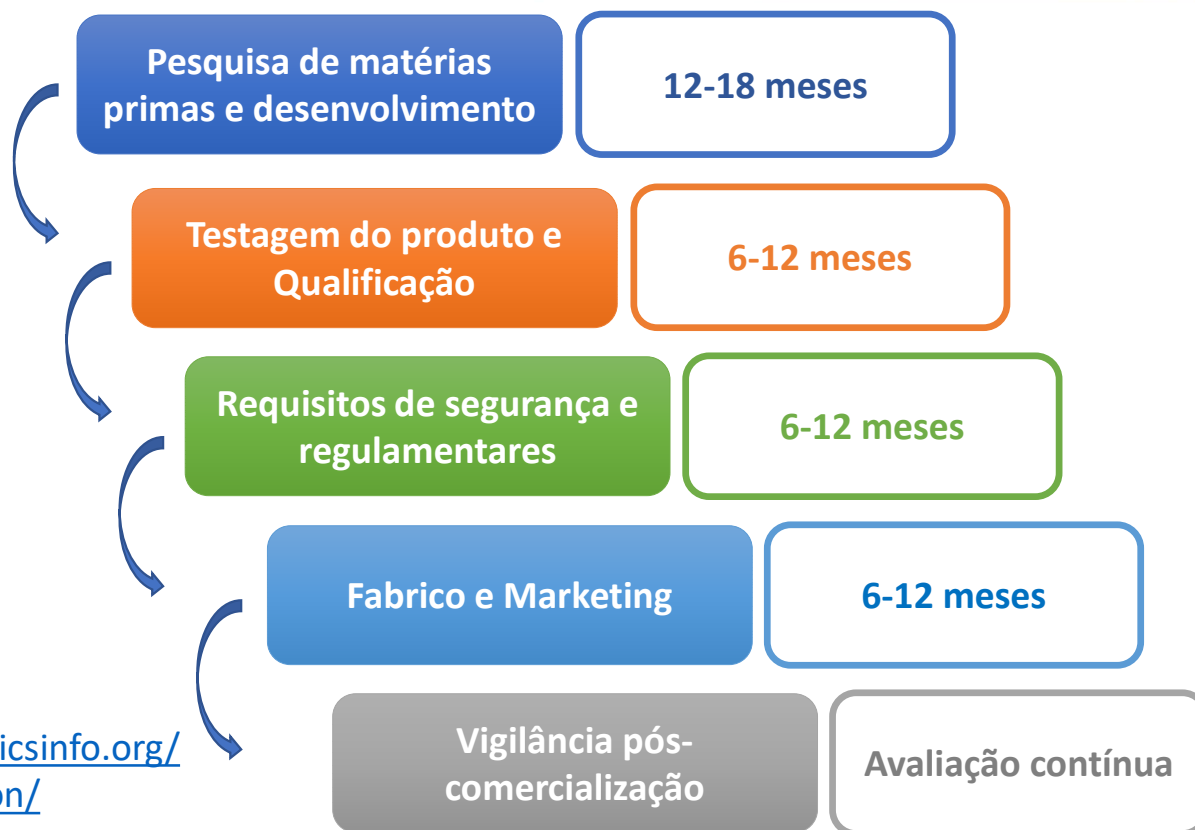 Pesquisa de matérias
primas e desenvolvimento
12-18 meses
Testagem do produto e
Qualificação
6-12 meses
Requisitos de segurança e
regulamentares
6-12 meses
Fabrico e Marketing
6-12 meses
Vigilância pós-
comercialização
Avaliação contínua
icsinfo.org/
on/